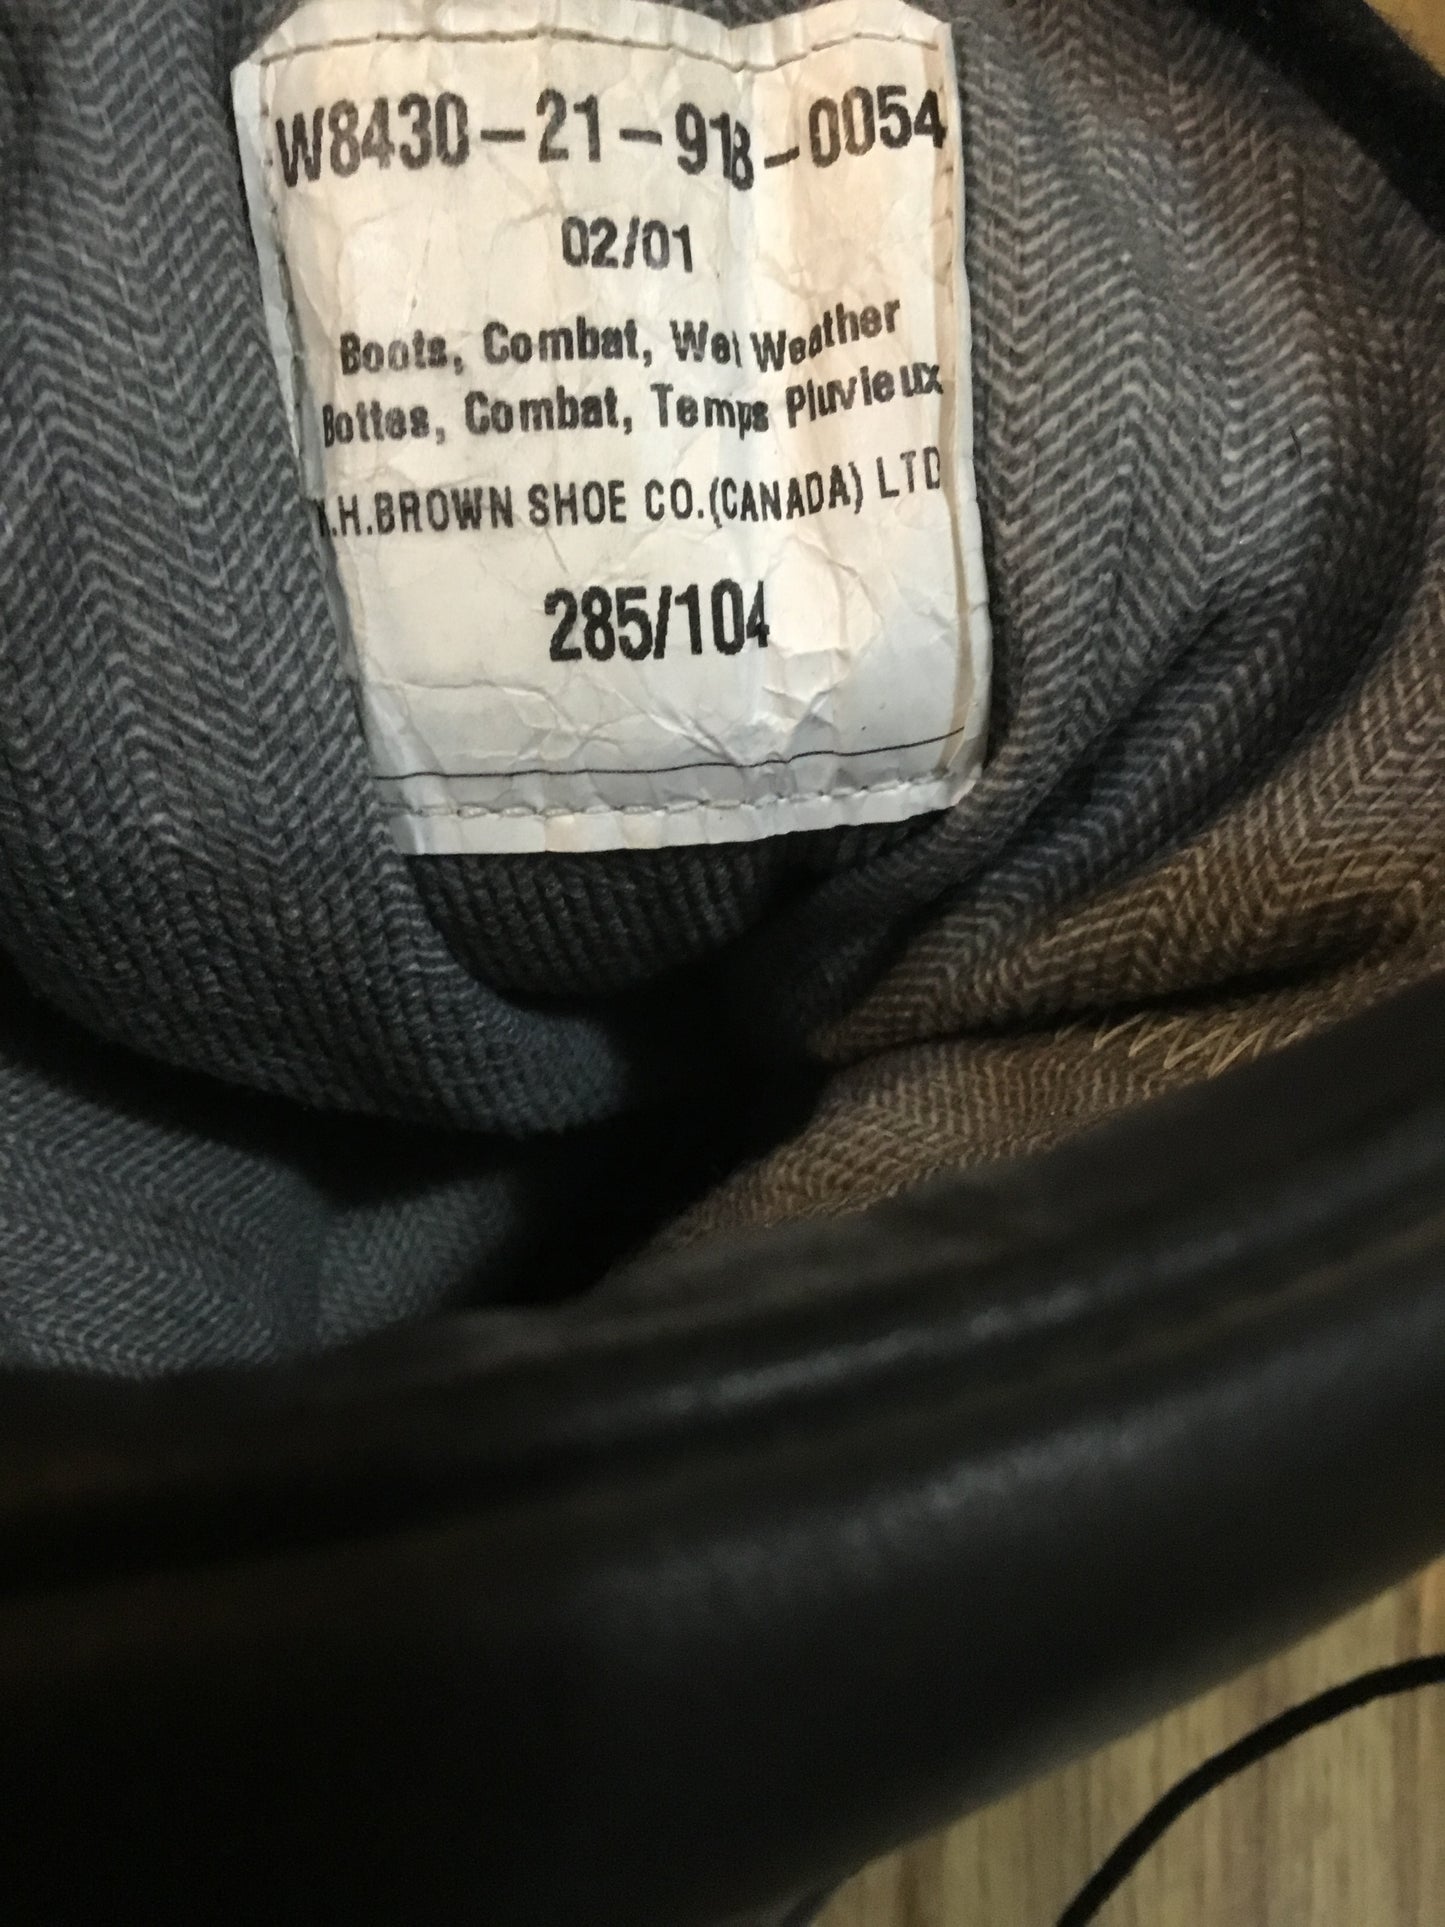 W8430-21-918-0054
02/01
Boots, Combat, Wet Weather
Bottes, Combat, Temps Pluvieux
.H.BROWN SHOE CO.(CANADA) LTD
285/104